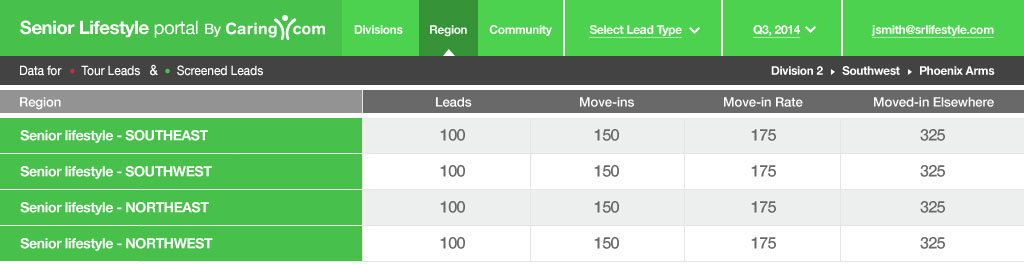 Senior Lifestyle portal By Caring.com Divisions Region Community Select Lead Type Q3, 2014 jsmith@srlifestyle.com
Data for • Tour Leads & • Screened Leads Division 2 ▸ Southwest ▸ Phoenix Arms
Region Leads Move-ins Move-in Rate Moved-in Elsewhere
Senior lifestyle - SOUTHEAST 100 150 175 325
Senior lifestyle - SOUTHWEST 100 150 175 325
Senior lifestyle - NORTHEAST 100 150 175 325
Senior lifestyle - NORTHWEST 100 150 175 325